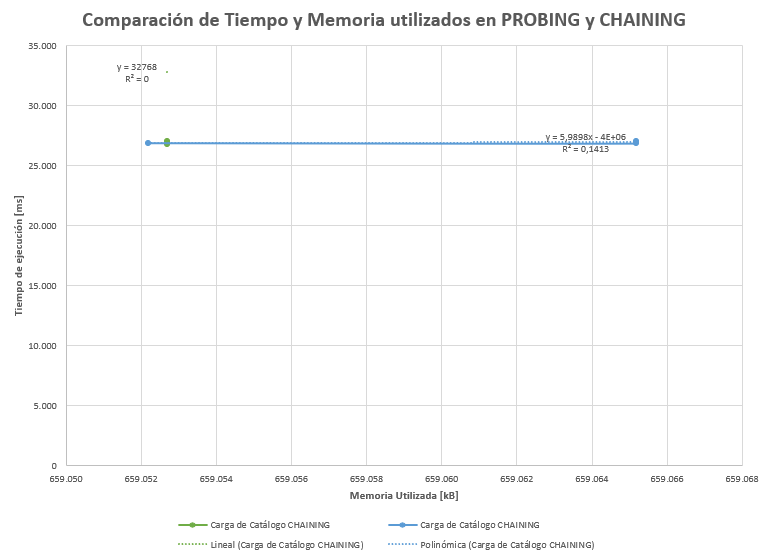 Comparación de Tiempo y Memoria utilizados en PROBING y CHAINING
35.000
y = 32768
R² = 0
30.000
y = 5,9898x - 4E+06
R² = 0,1413
25.000
20.000
Tiempo de ejecución [ms]
15.000
10.000
5.000
0
659.050 659.052 659.054 659.056 659.058 659.060 659.062 659.064 659.066 659.068
Memoria Utilizada [kB]
Carga de Catálogo CHAINING Carga de Catálogo CHAINING
Lineal (Carga de Catálogo CHAINING) Polinómica (Carga de Catálogo CHAINING)